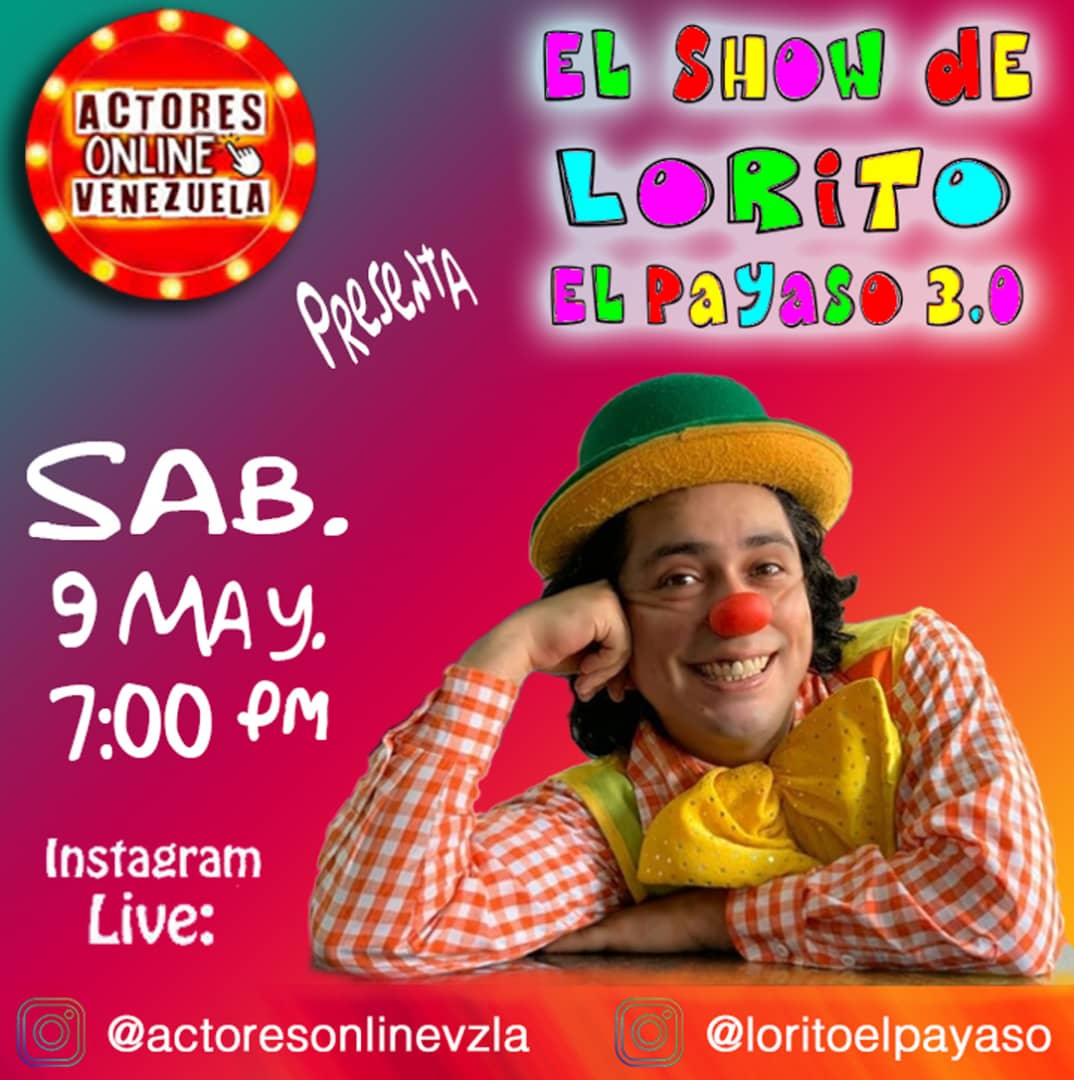 ACTORES
ONLINE
VENEZUELA
PRESENTA
EL SHOW dE
LORiTO
EL PAYASO 3.0
SAB.
9 MAY.
7:00 PM
Instagram
Live:
@actoresonlinevzla
@loritoelpayaso